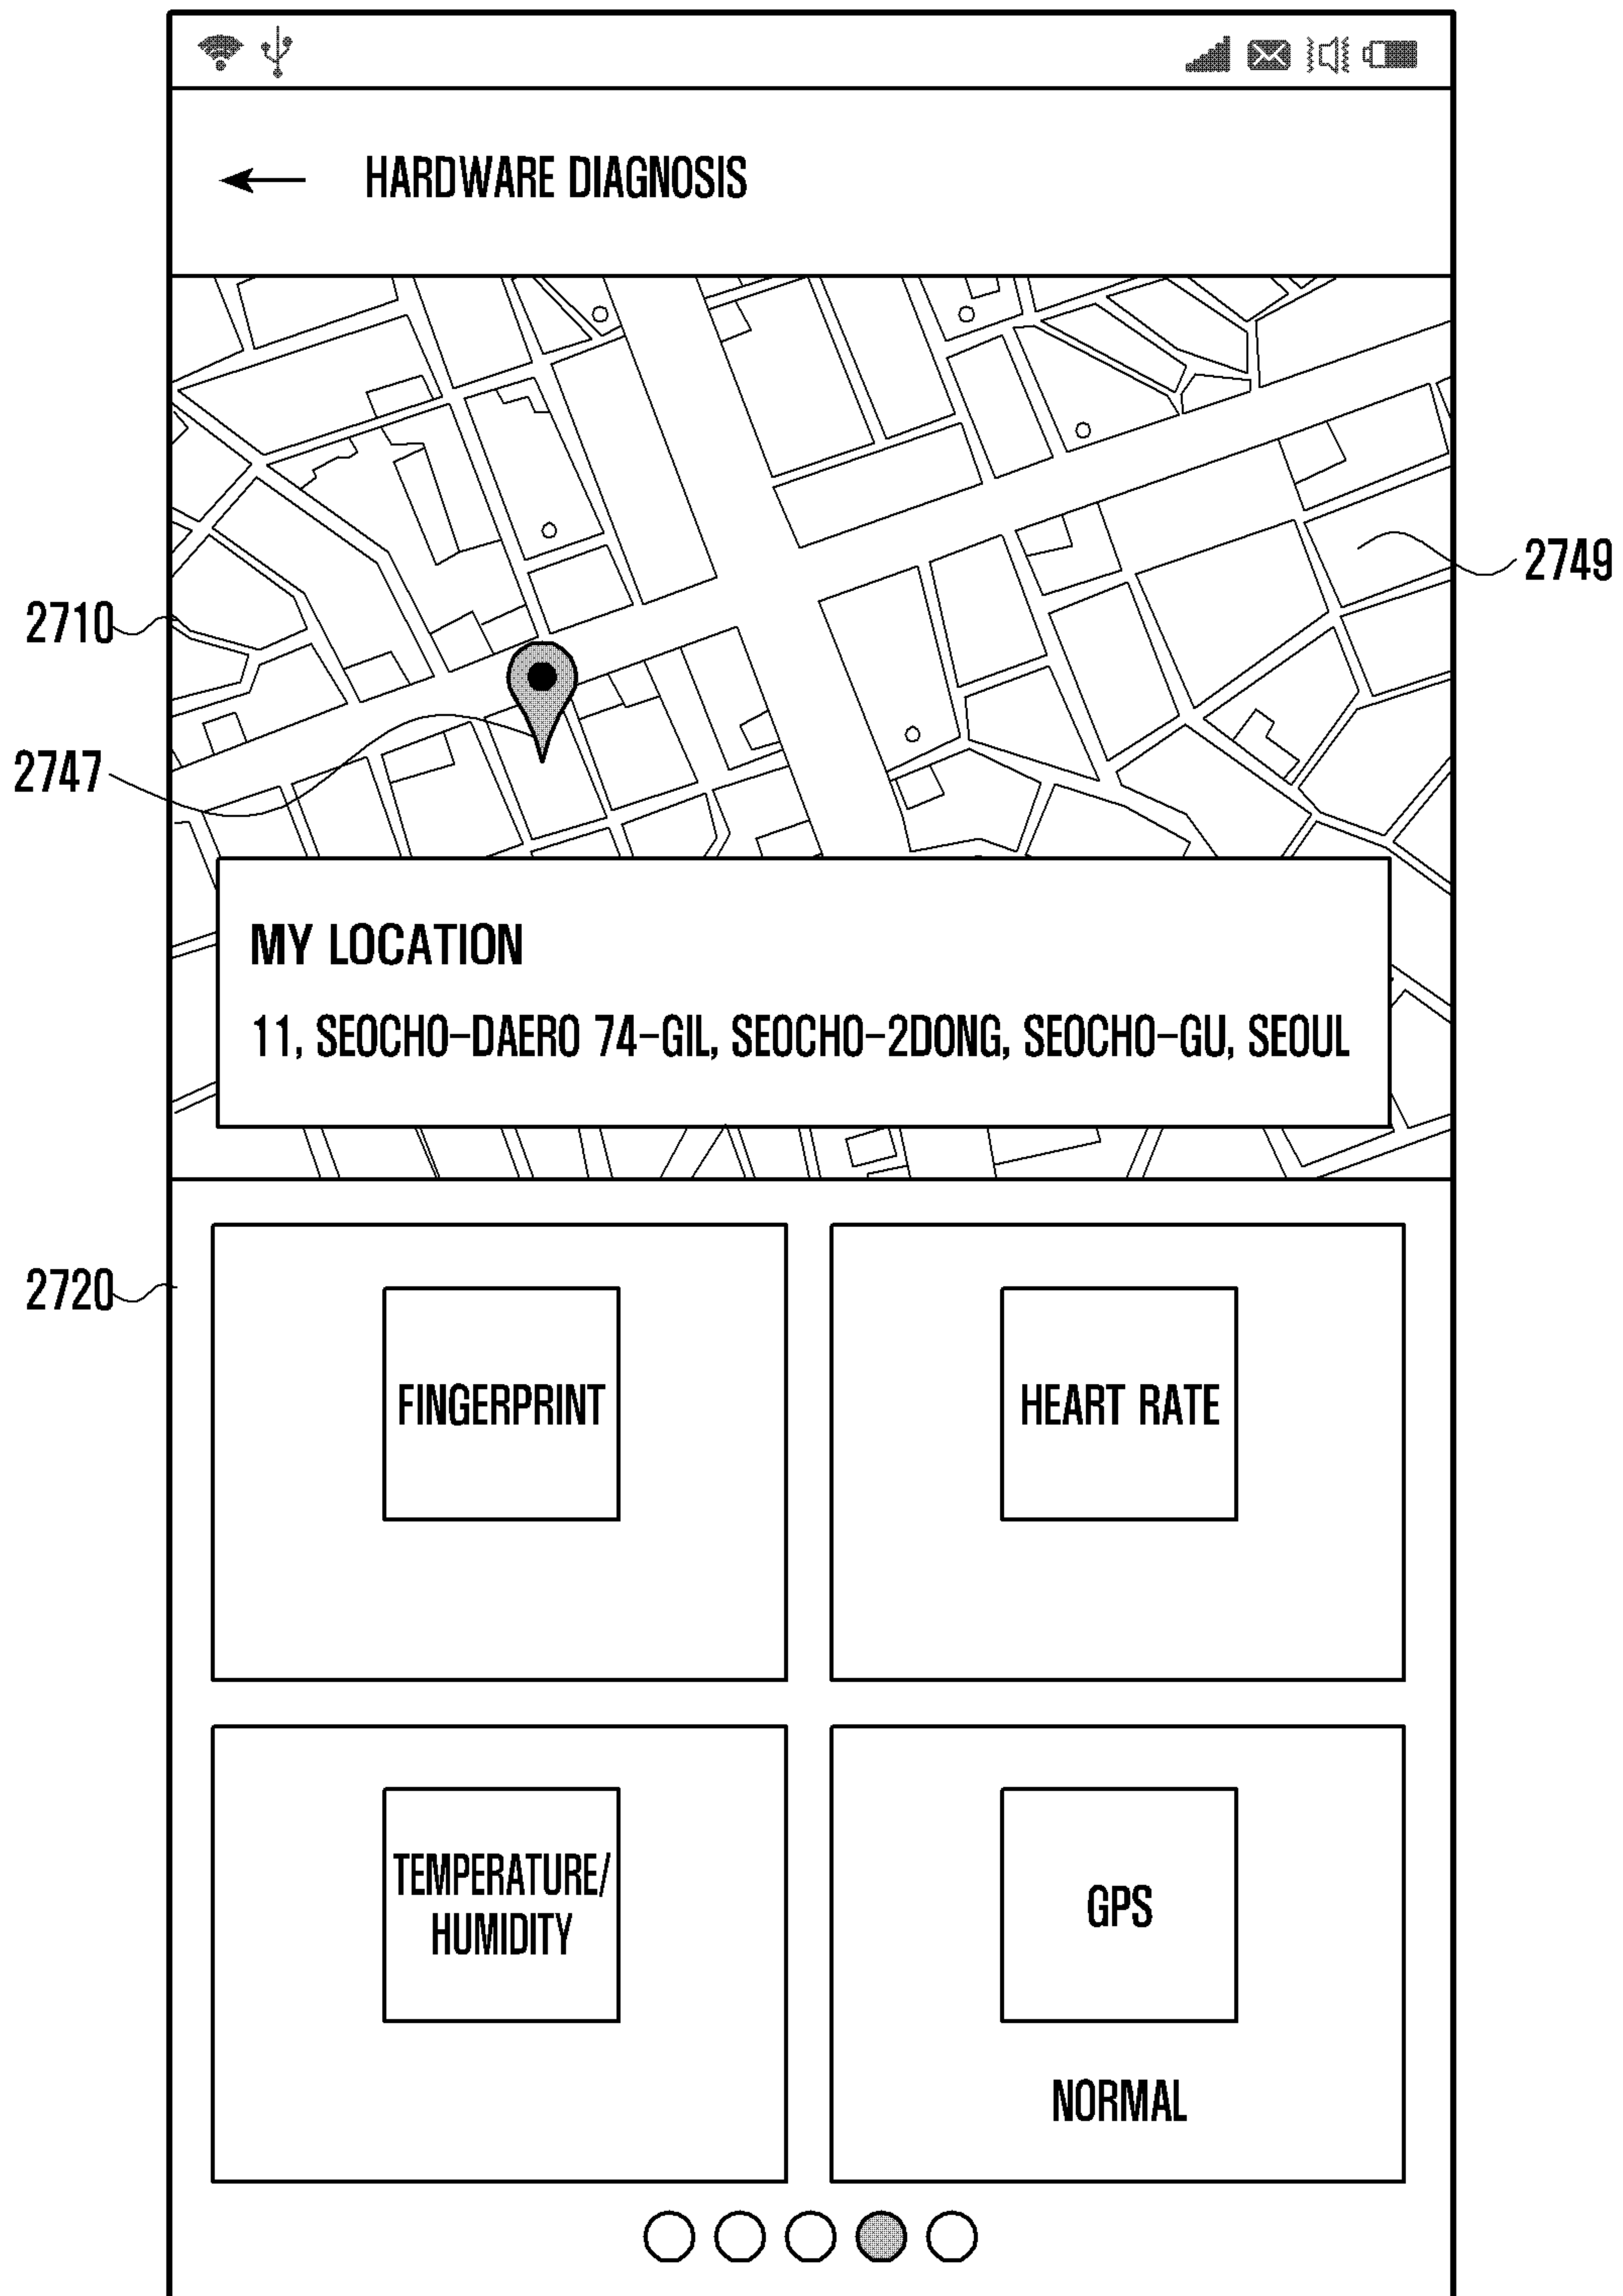 HARDWARE DIAGNOSIS
2749
2710
2747
MY LOCATION
11, SEOCHO-DAERO 74-GIL, SEOCHO-2DONG, SEOCHO-GU, SEOUL
2720
FINGERPRINT
HEART RATE
TEMPERATURE/
HUMIDITY
GPS
NORMAL